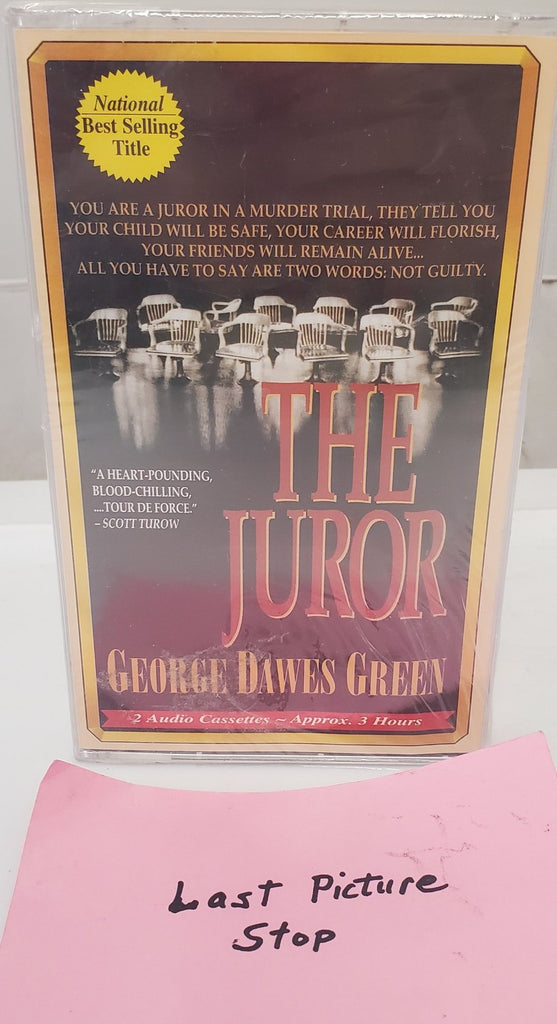 National
Best Selling
Title
YOU ARE A JUROR IN A MURDER TRIAL, THEY TELL YOU
YOUR CHILD WILL BE SAFE, YOUR CAREER WILL FLORISH,
YOUR FRIENDS WILL REMAIN ALIVE...
ALL YOU HAVE TO SAY ARE TWO WORDS: NOT GUILTY.
THE
JUROR
"A HEART-POUNDING,
BLOOD-CHILLING,
....TOUR DE FORCE."
– SCOTT TUROW
GEORGE DAWES GREEN
2 Audio Cassettes ~ Approx. 3 Hours
Last Picture
Stop